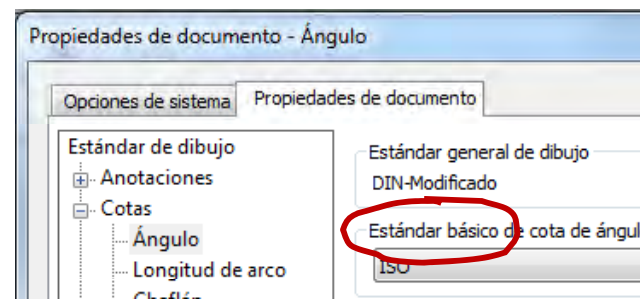 Propiedades de documento - Ángulo
Opciones de sistema
Propiedades de documento
Estándar de dibujo
Anotaciones
Cotas
Ángulo
Longitud de arco
Chaflán
Estándar general de dibujo
DIN-Modificado
Estándar básico de cota de ángul
ISO